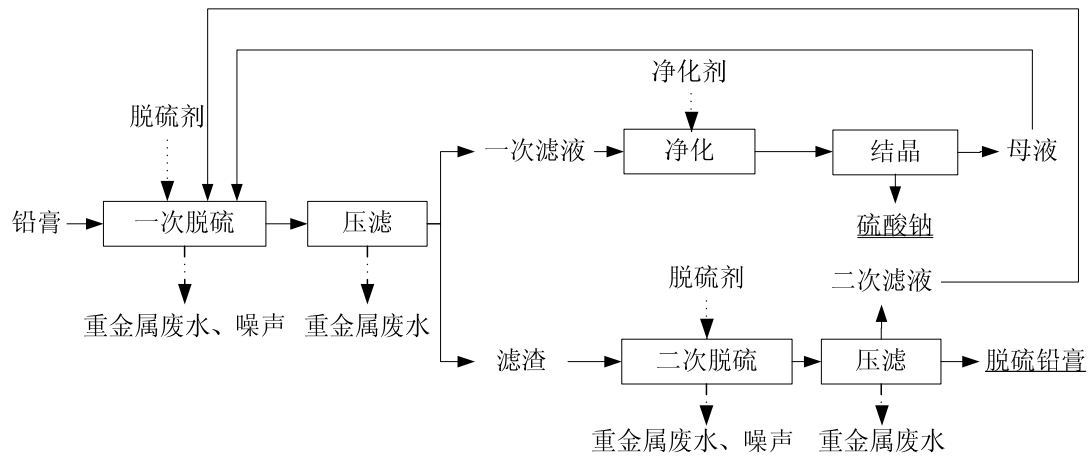 净化剂
脱硫剂
一次滤液
净化
结晶
母液
铅膏
一次脱硫
压滤
硫酸钠
脱硫剂
二次滤液
重金属废水、噪声
重金属废水
滤渣
二次脱硫
压滤
脱硫铅膏
重金属废水、噪声
重金属废水